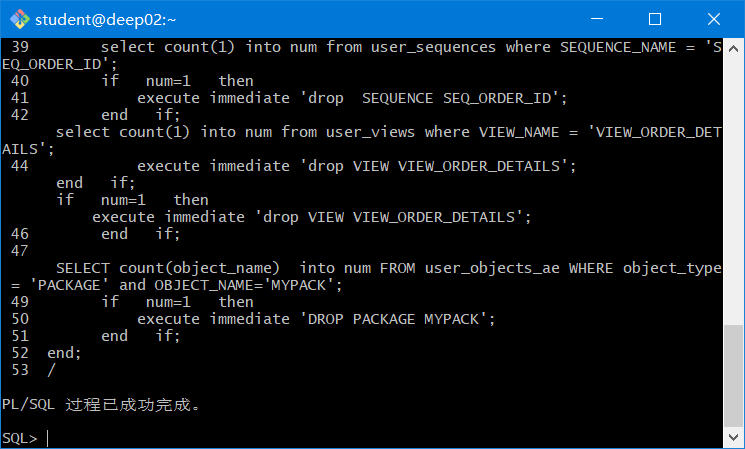 student@deep02:~
39        select count(1) into num from user_sequences where SEQUENCE_NAME = 'S
EQ_ORDER_ID';
40        if   num=1   then
41            execute immediate 'drop  SEQUENCE SEQ_ORDER_ID';
42        end   if;
      select count(1) into num from user_views where VIEW_NAME = 'VIEW_ORDER_DET
AILS';
44            execute immediate 'drop VIEW VIEW_ORDER_DETAILS';
      end   if;
      if   num=1   then
          execute immediate 'drop VIEW VIEW_ORDER_DETAILS';
46        end   if;
47
      SELECT count(object_name)  into num FROM user_objects_ae WHERE object_type
= 'PACKAGE' and OBJECT_NAME='MYPACK';
49        if   num=1   then
50            execute immediate 'DROP PACKAGE MYPACK';
51        end   if;
52  end;
53  /
PL/SQL 过程已成功完成。
SQL>